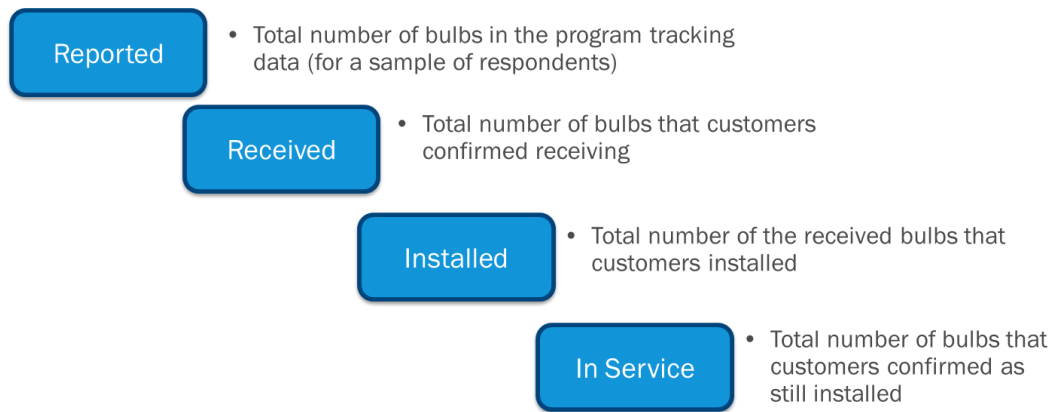 Reported
• Total number of bulbs in the program tracking
data (for a sample of respondents)
Received
• Total number of bulbs that customers
confirmed receiving
Installed
• Total number of the received bulbs that
customers installed
In Service
• Total number of bulbs that
customers confirmed as
still installed